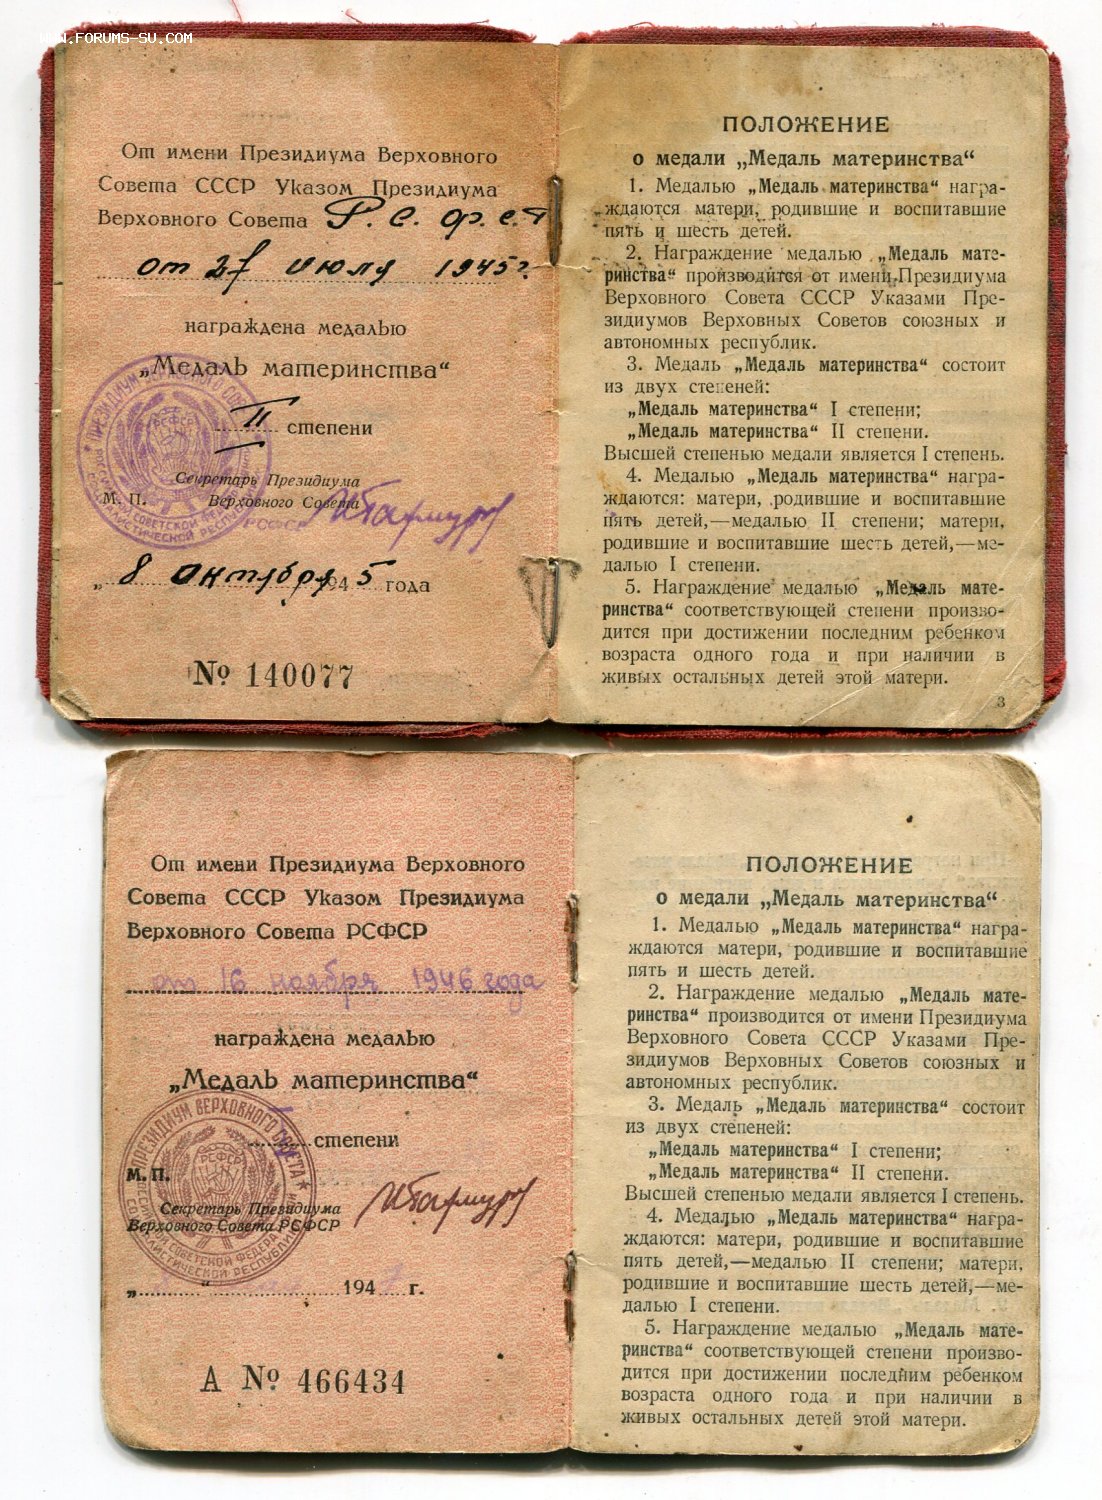 WWW.FORUMS-SU.COM
От имени Президиума Верховного
Совета СССР Указом Президиума
Верховного Совета Р.С.Ф.С.Р
от июля 1945г.
награждена медалью
„Медаль материнства“
II степени
Секретарь Президиума
М. П. Верховного Совета
РСФСР
„ 8 октября 1945 года
№ 140077
ПОЛОЖЕНИЕ
о медали „Медаль материнства“
1. Медалью „Медаль материнства“ награ-
ждаются матери, родившие и воспитавшие
пять и шесть детей.
2. Награждение медалью „Медаль мате-
ринства“ производится от имени Президиума
Верховного Совета СССР Указами Пре-
зидиумов Верховных Советов союзных и
автономных республик.
3. Медаль „Медаль материнства“ состоит
из двух степеней:
„Медаль материнства“ I степени;
„Медаль материнства“ II степени.
Высшей степенью медали является I степень.
4. Медалью „Медаль материнства“ награ-
ждаются: матери, родившие и воспитавшие
пять детей,—медалью II степени; матери,
родившие и воспитавшие шесть детей,—ме-
далью I степени.
5. Награждение медалью „Медаль мате-
ринства“ соответствующей степени произво-
дится при достижении последним ребенком
возраста одного года и при наличии в
живых остальных детей этой матери.
3
От имени Президиума Верховного
Совета СССР Указом Президиума
Верховного Совета РСФСР
от 16 ноября 1946 года
награждена медалью
„Медаль материнства“
степени
М. П.
Секретарь Президиума
Верховного Совета РСФСР
„ “ 1947 г.
А № 466434
ПОЛОЖЕНИЕ
о медали „Медаль материнства“
1. Медалью „Медаль материнства“ награ-
ждаются матери, родившие и воспитавшие
пять и шесть детей.
2. Награждение медалью „Медаль мате-
ринства“ производится от имени Президиума
Верховного Совета СССР Указами Пре-
зидиумов Верховных Советов союзных и
автономных республик.
3. Медаль „Медаль материнства“ состоит
из двух степеней:
„Медаль материнства“ I степени;
„Медаль материнства“ II степени.
Высшей степенью медали является I степень.
4. Медалью „Медаль материнства“ награ-
ждаются: матери, родившие и воспитавшие
пять детей,—медалью II степени; матери,
родившие и воспитавшие шесть детей,—ме-
далью I степени.
5. Награждение медалью „Медаль мате-
ринства“ соответствующей степени произво-
дится при достижении последним ребенком
возраста одного года и при наличии в
живых остальных детей этой матери.